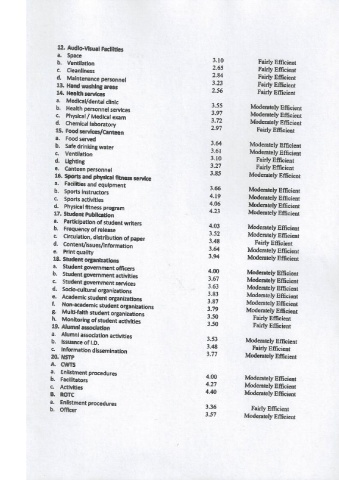 12. Audio-Visual Facilities
a. Space 3.10 Fairly Efficient
b. Ventilation 2.65 Fairly Efficient
c. Cleanliness 2.84 Fairly Efficient
d. Maintenance personnel 3.23 Fairly Efficient
13. Hand washing areas 2.56 Fairly Efficient
14. Health services
a. Medical/dental clinic 3.55 Moderately Efficient
b. Health personnel services 3.97 Moderately Efficient
c. Physical / Medical exam 3.72 Moderately Efficient
d. Chemical laboratory 2.97 Fairly Efficient
15. Food services/Canteen
a. Food served 3.64 Moderately Efficient
b. Safe drinking water 3.61 Moderately Efficient
c. Ventilation 3.10 Fairly Efficient
d. Lighting 3.27 Fairly Efficient
e. Canteen personnel 3.85 Moderately Efficient
16. Sports and physical fitness service
a. Facilities and equipment 3.66 Moderately Efficient
b. Sports instructors 4.19 Moderately Efficient
c. Sports activities 4.06 Moderately Efficient
d. Physical fitness program 4.23 Moderately Efficient
17. Student Publication
a. Participation of student writers 4.03 Moderately Efficient
b. Frequency of release 3.52 Moderately Efficient
c. Circulation, distribution of paper 3.48 Fairly Efficient
d. Content/issues/information 3.64 Moderately Efficient
e. Print quality 3.94 Moderately Efficient
18. Student organizations
a. Student government officers 4.00 Moderately Efficient
b. Student government activities 3.67 Moderately Efficient
c. Student government services 3.63 Moderately Efficient
d. Socio-cultural organizations 3.83 Moderately Efficient
e. Academic student organizations 3.87 Moderately Efficient
f. Non-academic student organizations 3.79 Moderately Efficient
g. Multi-faith student organizations 3.50 Fairly Efficient
h. Monitoring of student activities 3.50 Fairly Efficient
19. Alumni association
a. Alumni association activities 3.53 Moderately Efficient
b. Issuance of I.D. 3.48 Fairly Efficient
c. Information dissemination 3.77 Moderately Efficient
20. NSTP
A. CWTS
a. Enlistment procedures 4.00 Moderately Efficient
b. Facilitators 4.27 Moderately Efficient
c. Activities 4.40 Moderately Efficient
B. ROTC
a. Enlistment procedures 3.36 Fairly Efficient
b. Officer 3.57 Moderately Efficient